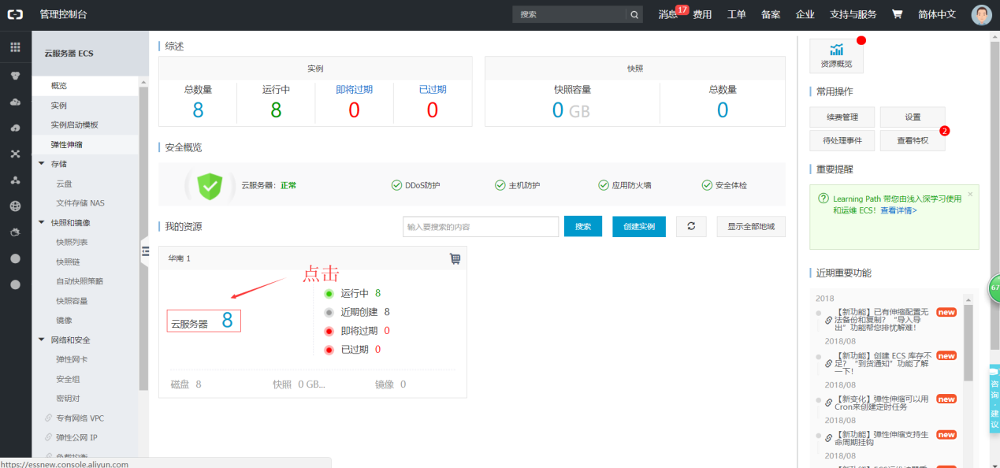 管理控制台
搜索
消息
17
费用
工单
备案
企业
支持与服务
简体中文
云服务器 ECS
概览
实例
实例启动模板
弹性伸缩
存储
云盘
文件存储 NAS
快照和镜像
快照列表
快照链
自动快照策略
快照容量
镜像
网络和安全
弹性网卡
安全组
密钥对
专有网络 VPC
弹性公网 IP
负载均衡
https://essnew.console.aliyun.com
综述
实例
总数量
8
运行中
8
即将过期
0
已过期
0
快照
快照容量
0 GB
总数量
0
安全概览
云服务器：正常
DDoS防护
主机防护
应用防火墙
安全体检
我的资源
输入要搜索的内容
搜索
创建实例
显示全部地域
华南 1
点击
云服务器 8
运行中 8
近期创建 8
即将过期 0
已过期 0
磁盘 8
快照 0 GB...
镜像 0
资源概览
常用操作
续费管理
设置
待处理事件
查看特权
2
重要提醒
Learning Path 带您由浅入深学习使用
和运维 ECS！查看详情>
近期重要功能
2018
【新功能】已有伸缩配置无
法备份和复制？“导入导
出”功能帮您排忧解难！
new
2018/08
【新功能】创建 ECS 库存不
足？“到货通知”功能了解
一下！
new
2018/08
【新变化】弹性伸缩可以用
Cron来创建定时任务
new
2018/08
【新功能】弹性伸缩支持生
命周期挂钩
new
2018/08
67
咨
询
·
建
议